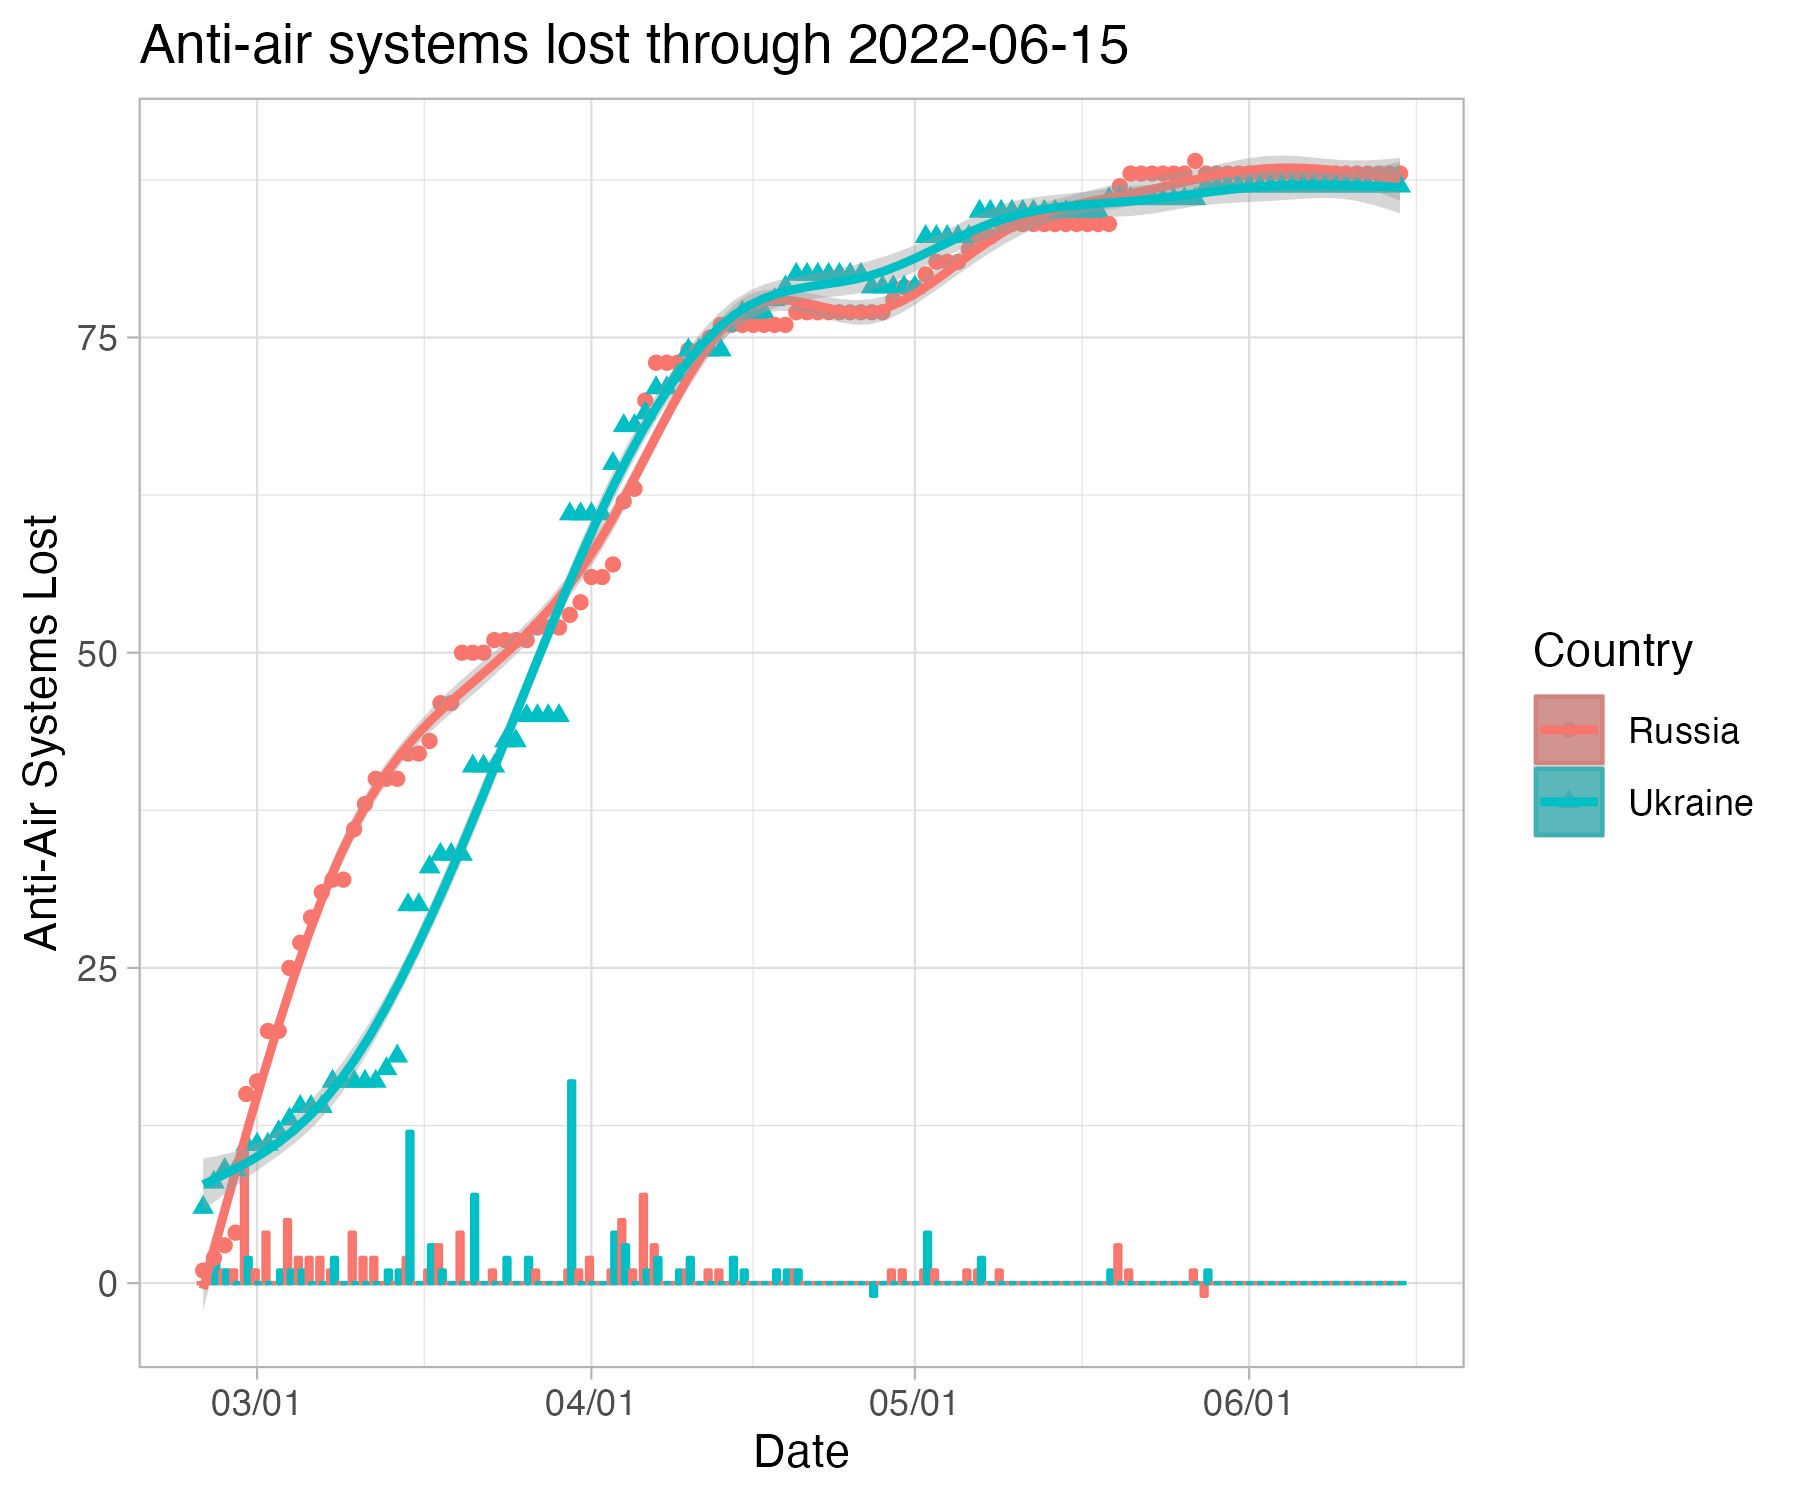 Anti-air systems lost through 2022-06-15
Anti-Air Systems Lost
75
50
25
0
03/01
04/01
05/01
06/01
Date
Country
Russia
Ukraine